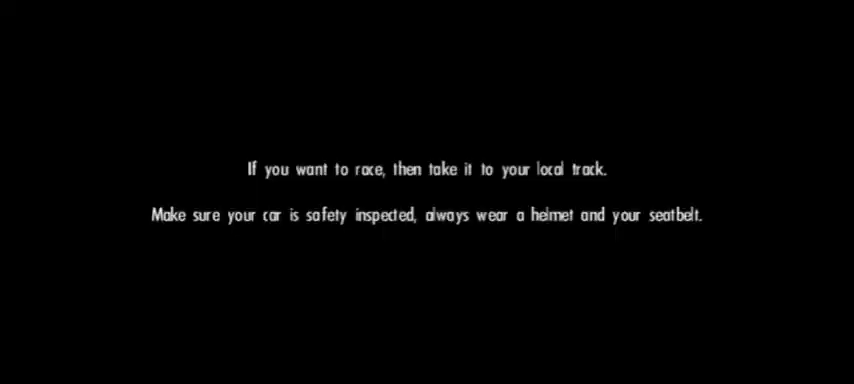 If you want to race, then take it to your local track.
Make sure your car is safety inspected, always wear a helmet and your seatbelt.